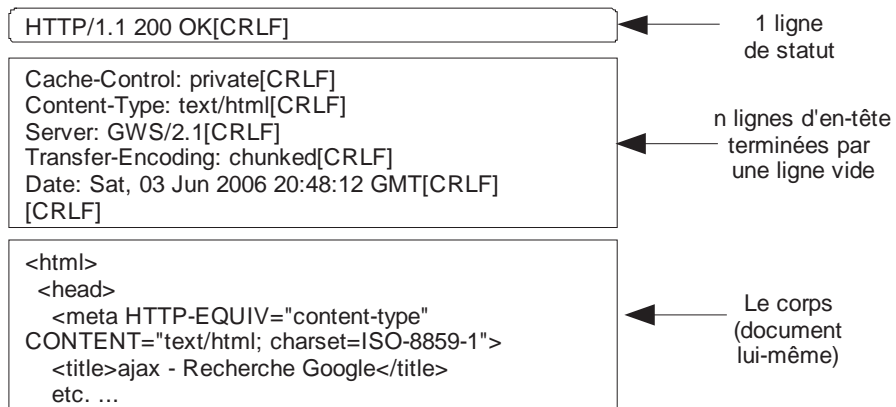 HTTP/1.1 200 OK[CRLF]
1 ligne
de statut
Cache-Control: private[CRLF]
Content-Type: text/html[CRLF]
Server: GWS/2.1[CRLF]
Transfer-Encoding: chunked[CRLF]
Date: Sat, 03 Jun 2006 20:48:12 GMT[CRLF]
[CRLF]
n lignes d'en-tête
terminées par
une ligne vide
<html>
<head>
<meta HTTP-EQUIV="content-type"
CONTENT="text/html; charset=ISO-8859-1">
<title>ajax - Recherche Google</title>
etc. ...
Le corps
(document
lui-même)